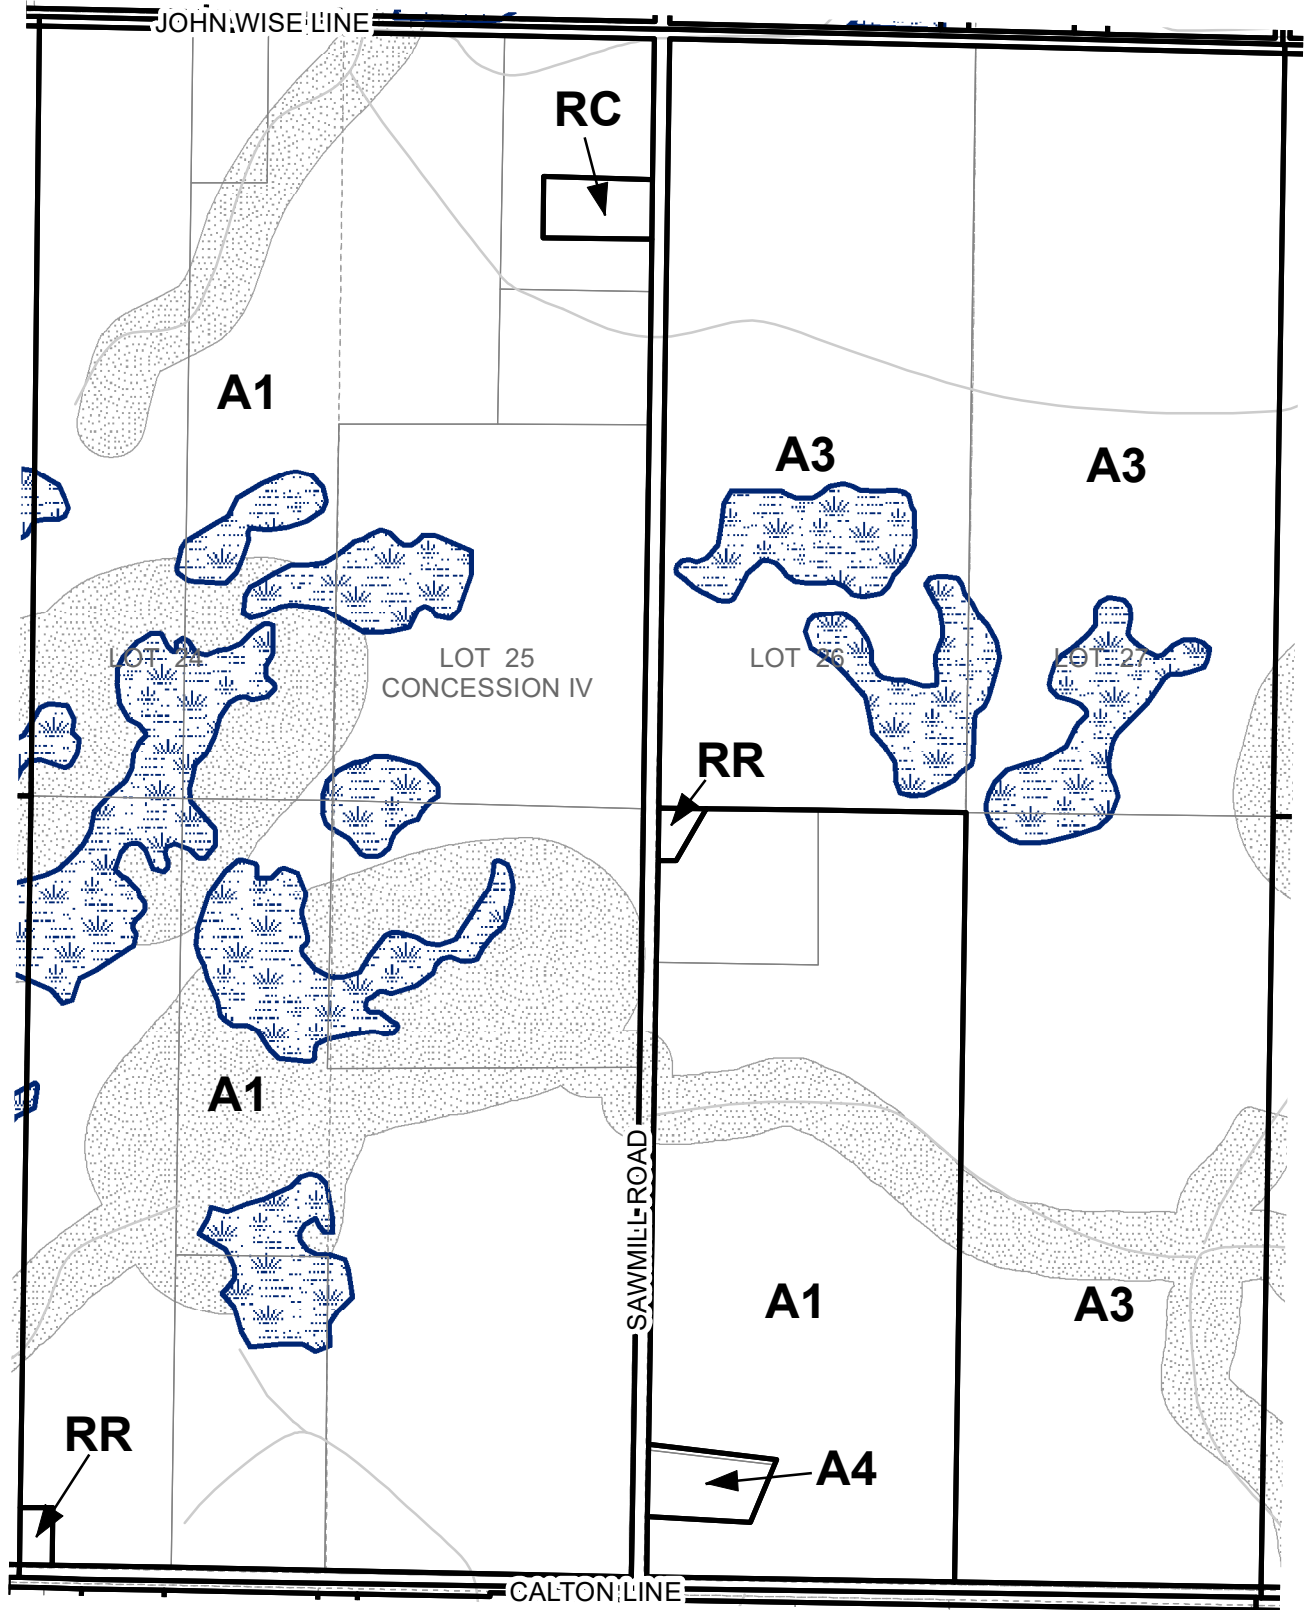 JOHN WISE LINE
RC
A1
A3
A3
LOT 24
LOT 25
CONCESSION IV
LOT 26
LOT 27
RR
A1
SAWMILL ROAD
A1
A3
RR
A4
CALTON LINE